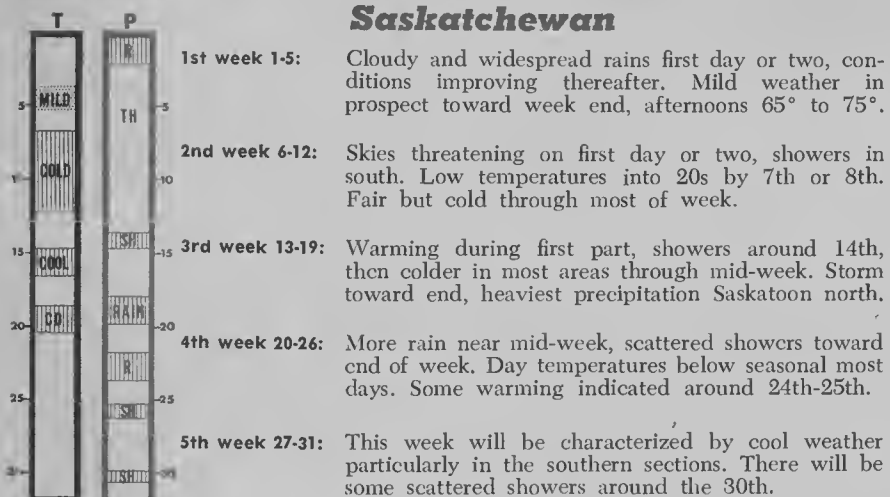 Saskatchewan
T P
R
MILD
5 5
TH
COLD
10
SH
15 15
COOL
RAIN
CD
20 20
R
25 25
SH
SH
1st week 1-5: Cloudy and widespread rains first day or two, con-
ditions improving thereafter. Mild weather in
prospect toward week end, afternoons 65° to 75°.
2nd week 6-12: Skies threatening on first day or two, showers in
south. Low temperatures into 20s by 7th or 8th.
Fair but cold through most of week.
3rd week 13-19: Warming during first part, showers around 14th,
then colder in most areas through mid-week. Storm
toward end, heaviest precipitation Saskatoon north.
4th week 20-26: More rain near mid-week, scattered showers toward
end of week. Day temperatures below seasonal most
days. Some warming indicated around 24th-25th.
5th week 27-31: This week will be characterized by cool weather
particularly in the southern sections. There will be
some scattered showers around the 30th.